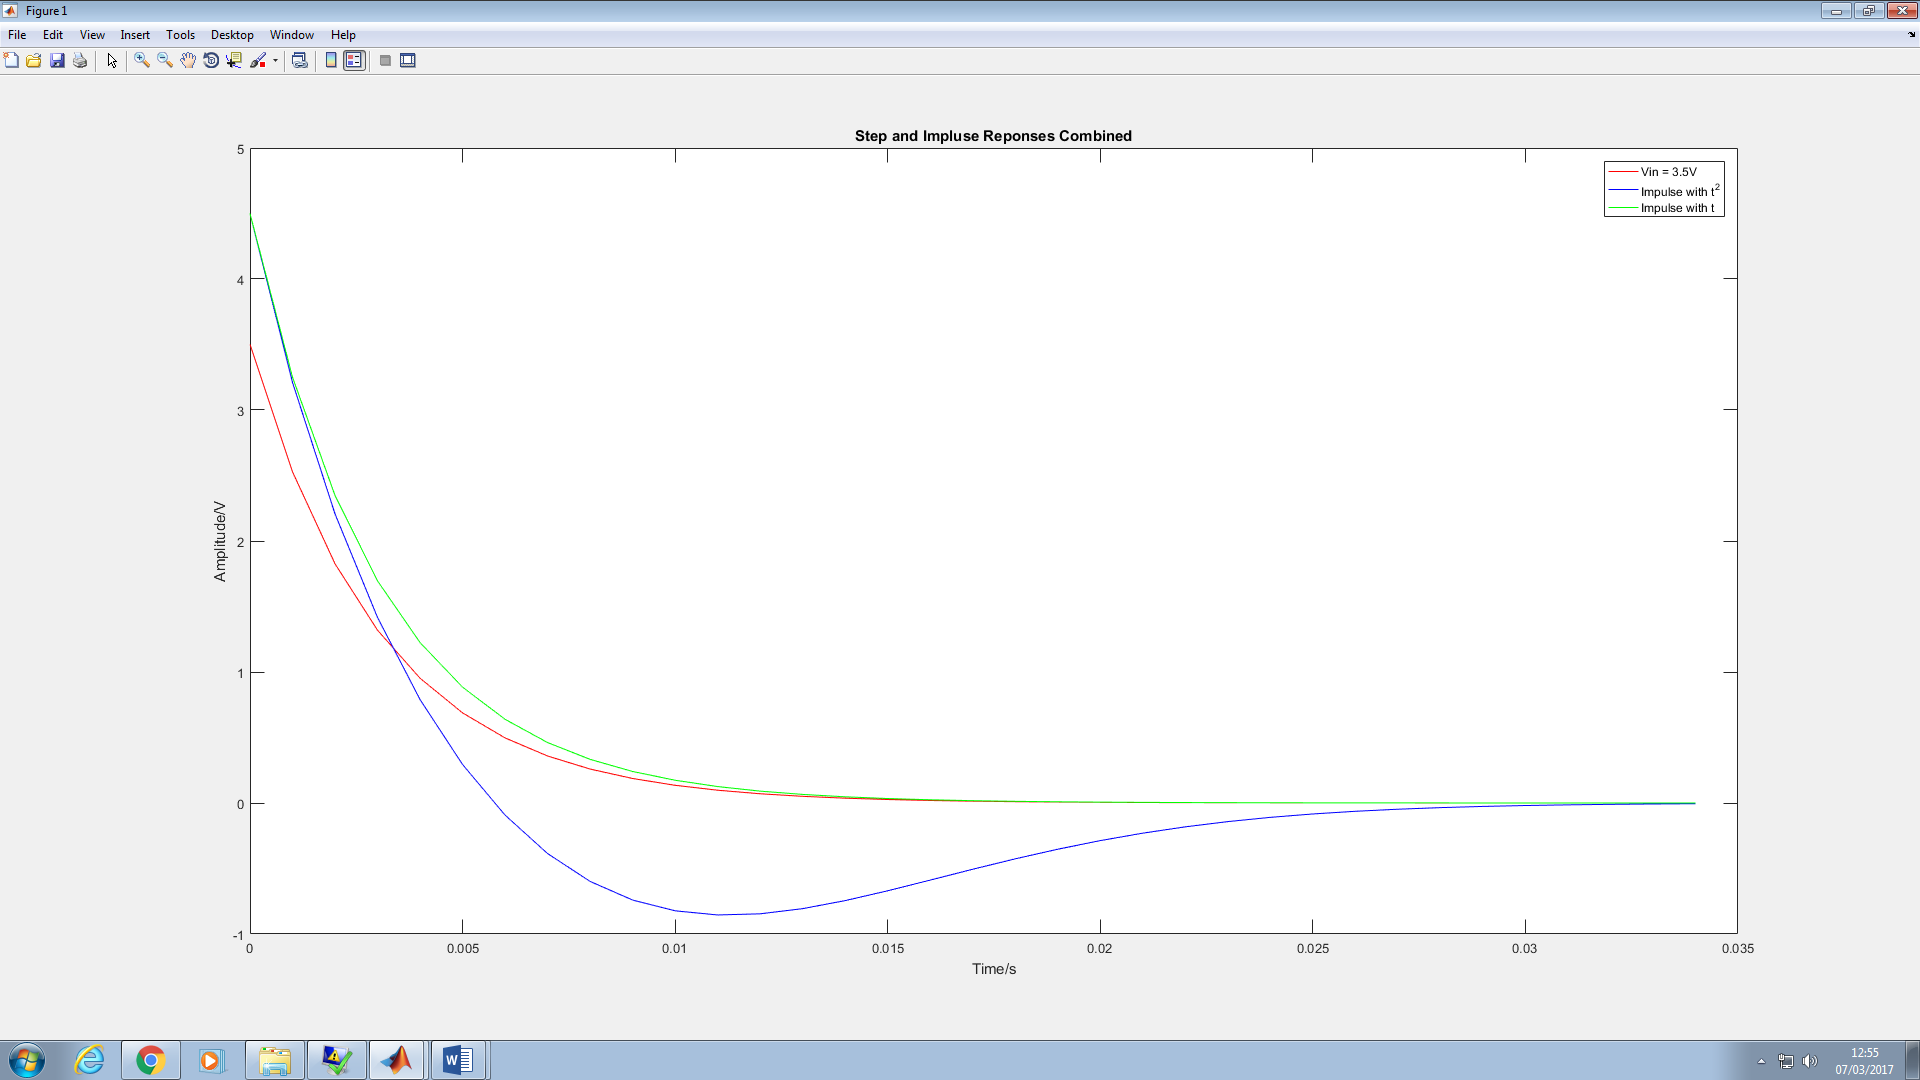 Figure 1
File Edit View Insert Tools Desktop Window Help
Step and Impluse Reponses Combined
5
4
3
2
1
0
-1
Amplitude/V
Vin = 3.5V
Impulse with t²
Impulse with t
0 0.005 0.01 0.015 0.02 0.025 0.03 0.035
Time/s
12:55
07/03/2017